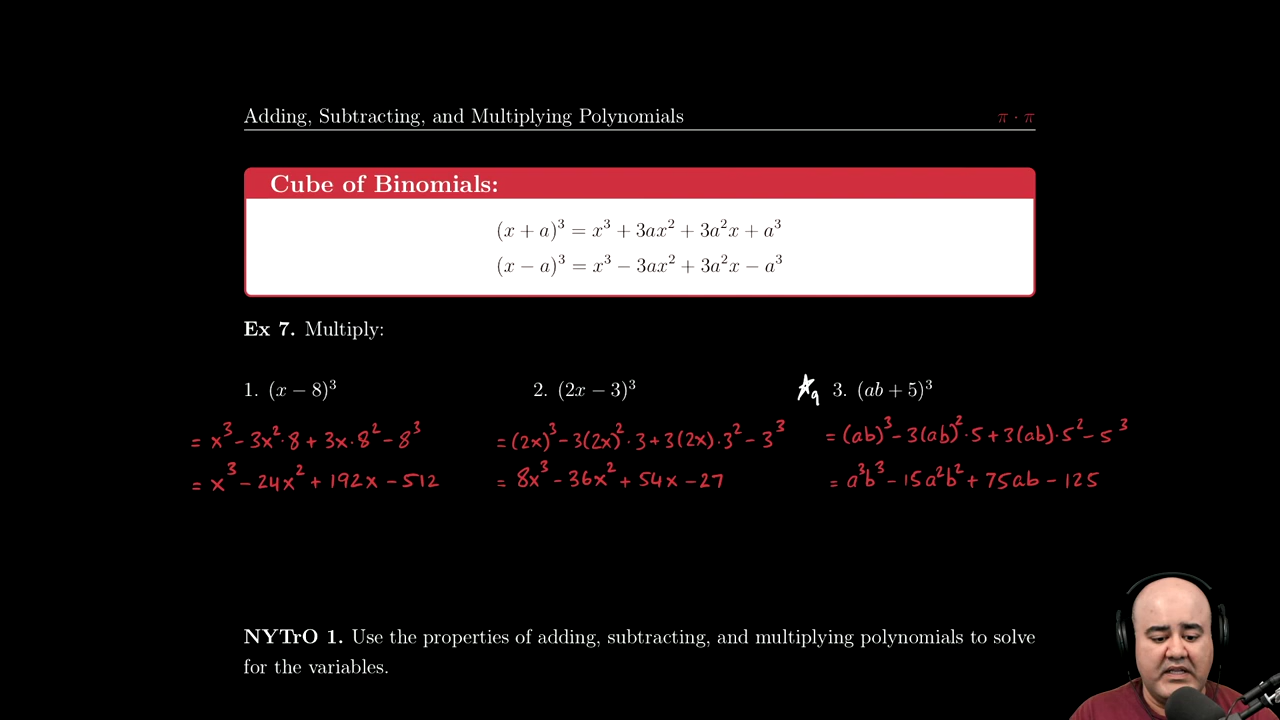 Adding, Subtracting, and Multiplying Polynomials π · π
Cube of Binomials:
(x + a)³ = x³ + 3ax² + 3a²x + a³
(x − a)³ = x³ − 3ax² + 3a²x − a³
Ex 7. Multiply:
1. (x − 8)³ 2. (2x − 3)³ ☆9 3. (ab + 5)³
= x³ − 3x²·8 + 3x·8² − 8³ = (2x)³ − 3(2x)²·3 + 3(2x)·3² − 3³ = (ab)³ − 3(ab)²·5 + 3(ab)·5² − 5³
= x³ − 24x² + 192x − 512 = 8x³ − 36x² + 54x − 27 = a³b³ − 15a²b² + 75ab − 125
NYTrO 1. Use the properties of adding, subtracting, and multiplying polynomials to solve
for the variables.